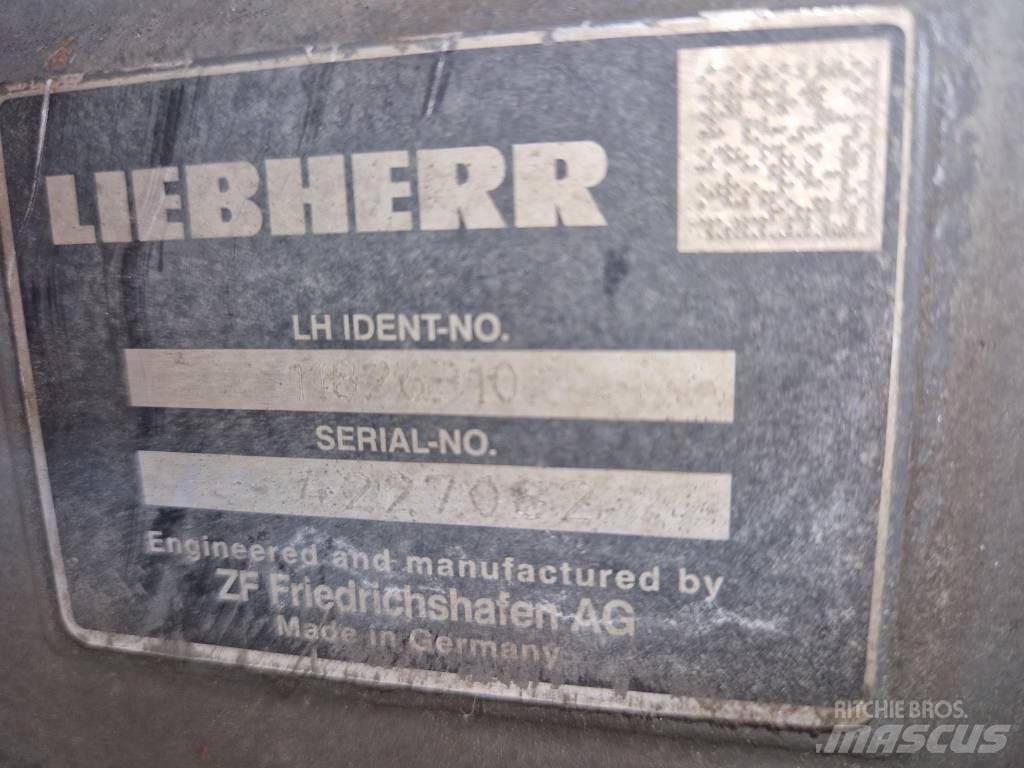 LIEBHERR
LH IDENT-NO.
11826310
SERIAL-NO.
Engineered and manufactured by
ZF Friedrichshafen AG
Made in Germany
RITCHIE BROS.
MASCUS